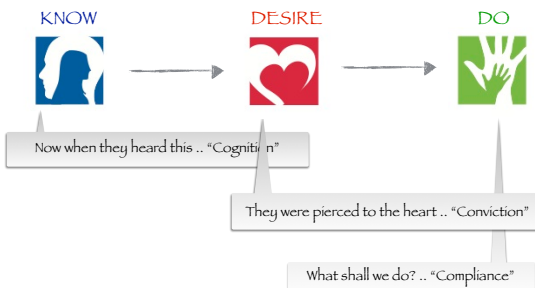 KNOW DESIRE DO
Now when they heard this .. “Cognition”
They were pierced to the heart .. “Conviction”
What shall we do? .. “Compliance”